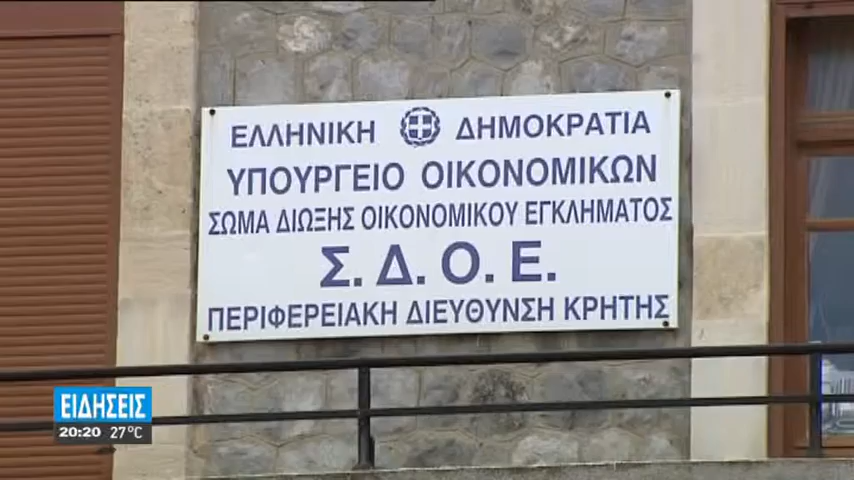 ΕΛΛΗΝΙΚΗ ΔΗΜΟΚΡΑΤΙΑ
ΥΠΟΥΡΓΕΙΟ ΟΙΚΟΝΟΜΙΚΩΝ
ΣΩΜΑ ΔΙΩΞΗΣ ΟΙΚΟΝΟΜΙΚΟΥ ΕΓΚΛΗΜΑΤΟΣ
Σ.Δ.Ο.Ε.
ΠΕΡΙΦΕΡΕΙΑΚΗ ΔΙΕΥΘΥΝΣΗ ΚΡΗΤΗΣ
ΕΙΔΗΣΕΙΣ
20:20 27°C